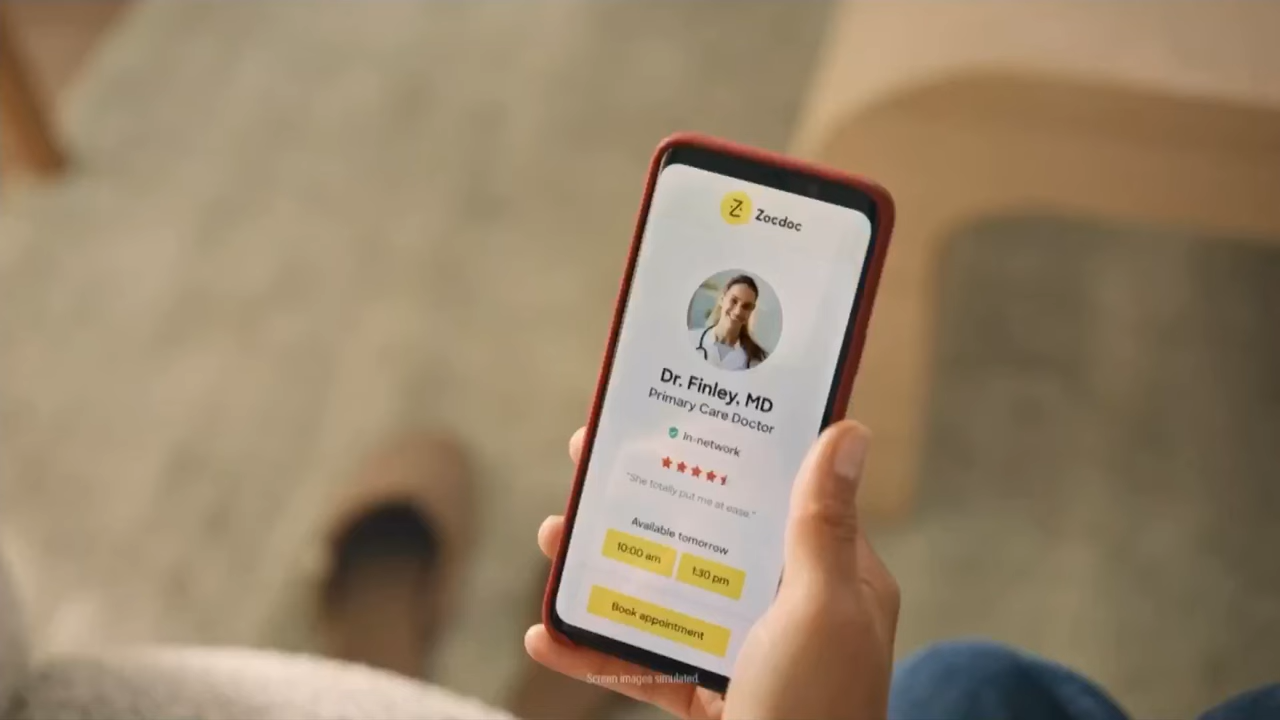 Z
Zocdoc
Dr. Finley, MD
Primary Care Doctor
In-network
"She totally put me at ease."
Available tomorrow
10:00 am
1:30 pm
Book appointment
Screen images simulated.